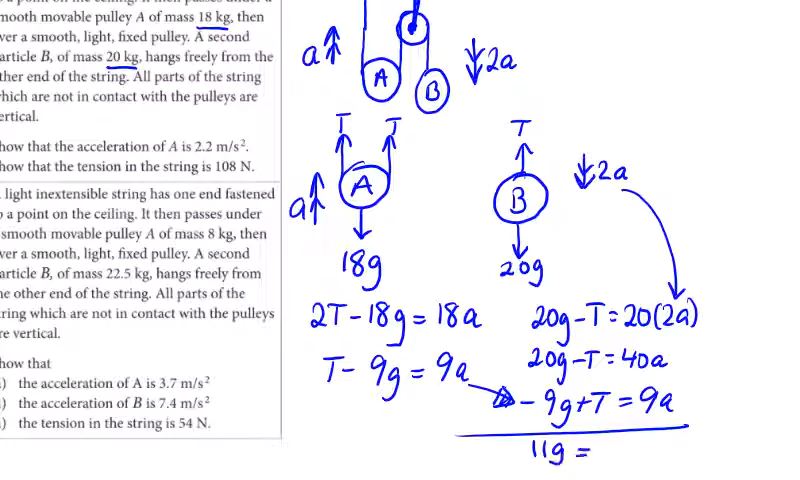 smooth movable pulley A of mass 18 kg, then
over a smooth, light, fixed pulley. A second
particle B, of mass 20 kg, hangs freely from the
other end of the string. All parts of the string
which are not in contact with the pulleys are
vertical.
how that the acceleration of A is 2.2 m/s².
how that the tension in the string is 108 N.
light inextensible string has one end fastened
o a point on the ceiling. It then passes under
smooth movable pulley A of mass 8 kg, then
ver a smooth, light, fixed pulley. A second
article B, of mass 22.5 kg, hangs freely from
he other end of the string. All parts of the
tring which are not in contact with the pulleys
re vertical.
how that
) the acceleration of A is 3.7 m/s²
) the acceleration of B is 7.4 m/s²
) the tension in the string is 54 N.
a
A
B
2a
T T
a
A
18g
T
B
2a
20g
2T - 18g = 18a
T - 9g = 9a
20g - T = 20(2a)
20g - T = 40a
- 9g + T = 9a
11g =